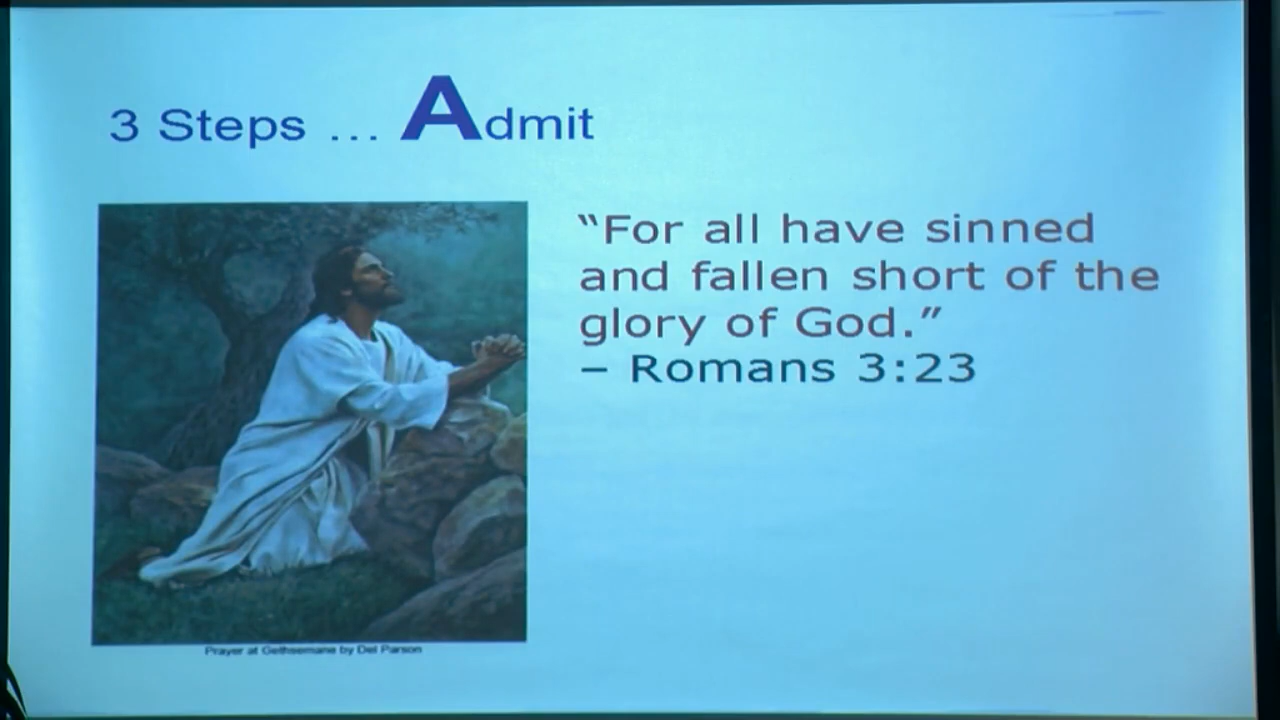 3 Steps ... Admit
“For all have sinned
and fallen short of the
glory of God.”
– Romans 3:23
Prayer at Gethsemane by Del Parson